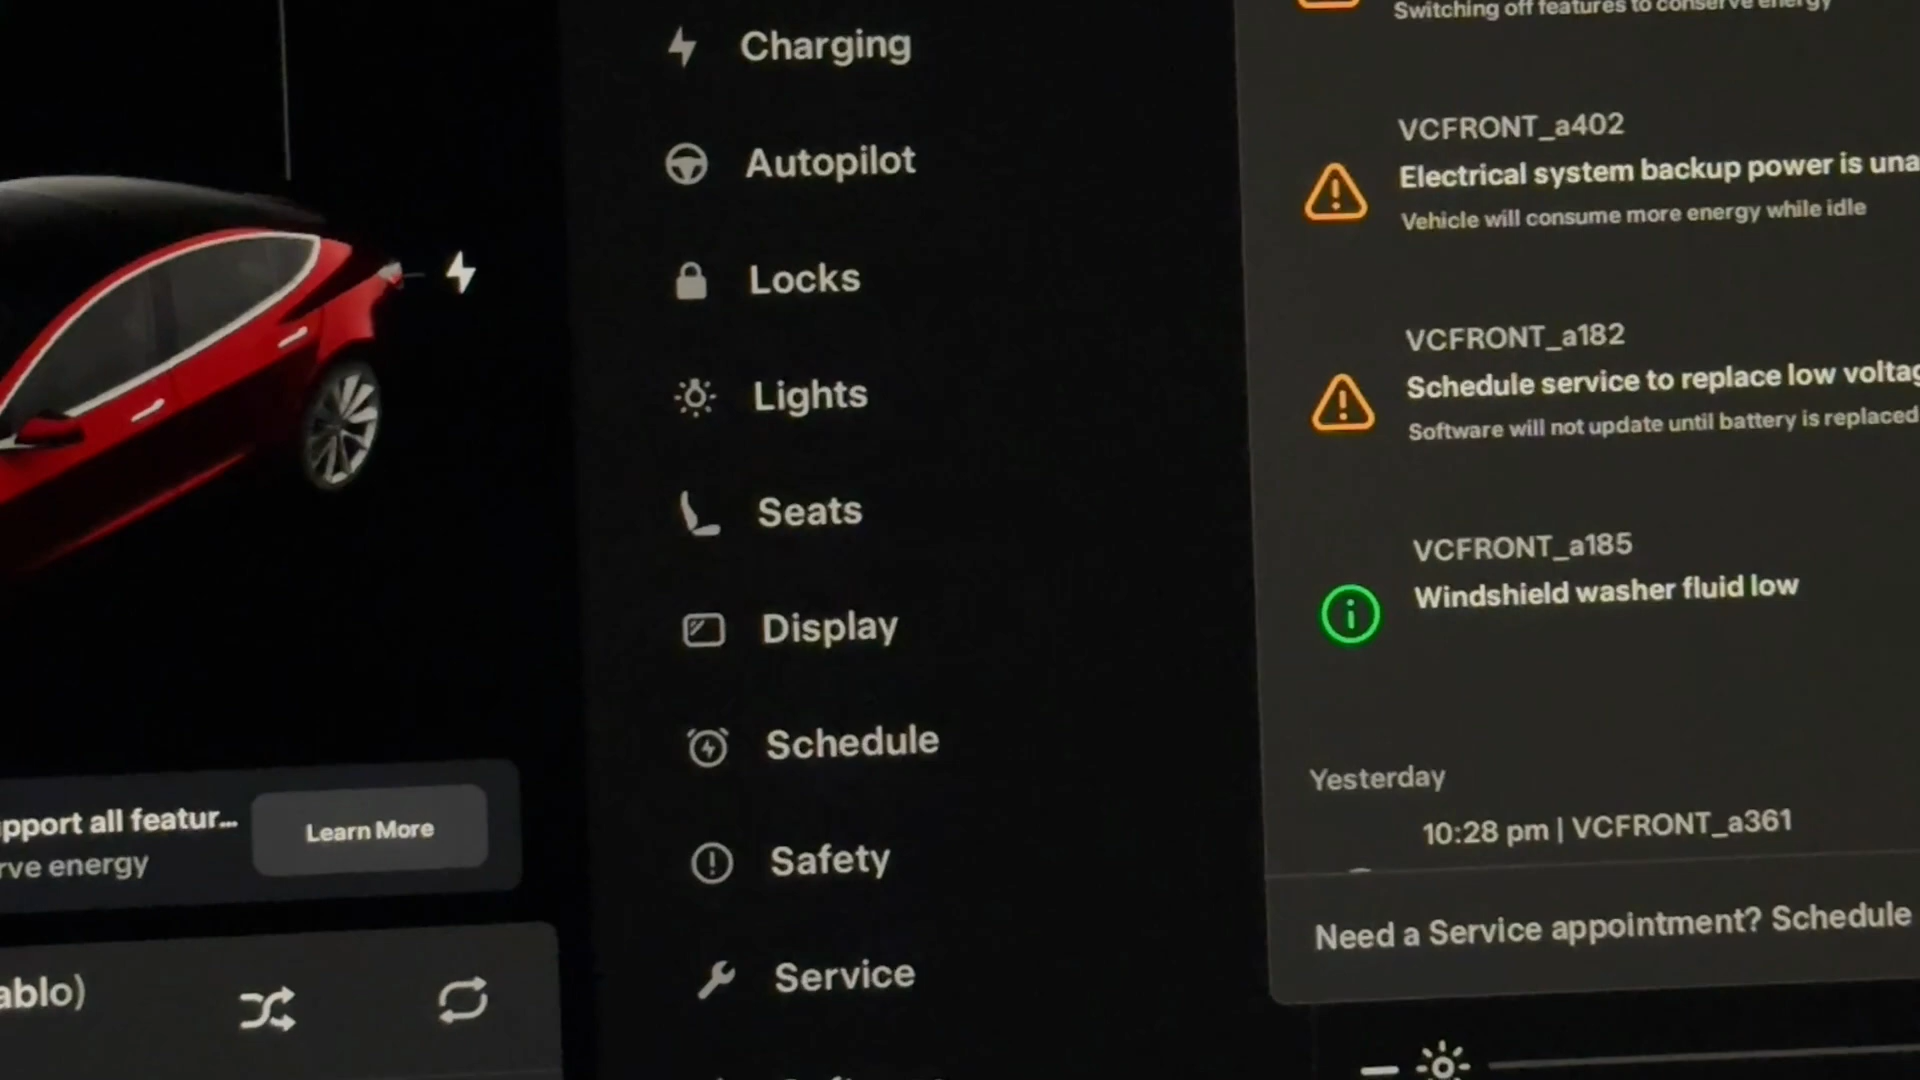 Charging
Autopilot
Locks
Lights
Seats
Display
Schedule
Safety
Service
Switching off features to conserve energy
VCFRONT_a402
Electrical system backup power is una
Vehicle will consume more energy while idle
VCFRONT_a182
Schedule service to replace low voltag
Software will not update until battery is replaced
VCFRONT_a185
Windshield washer fluid low
Yesterday
10:28 pm | VCFRONT_a361
Need a Service appointment? Schedule
pport all featur...
rve energy
Learn More
ablo)